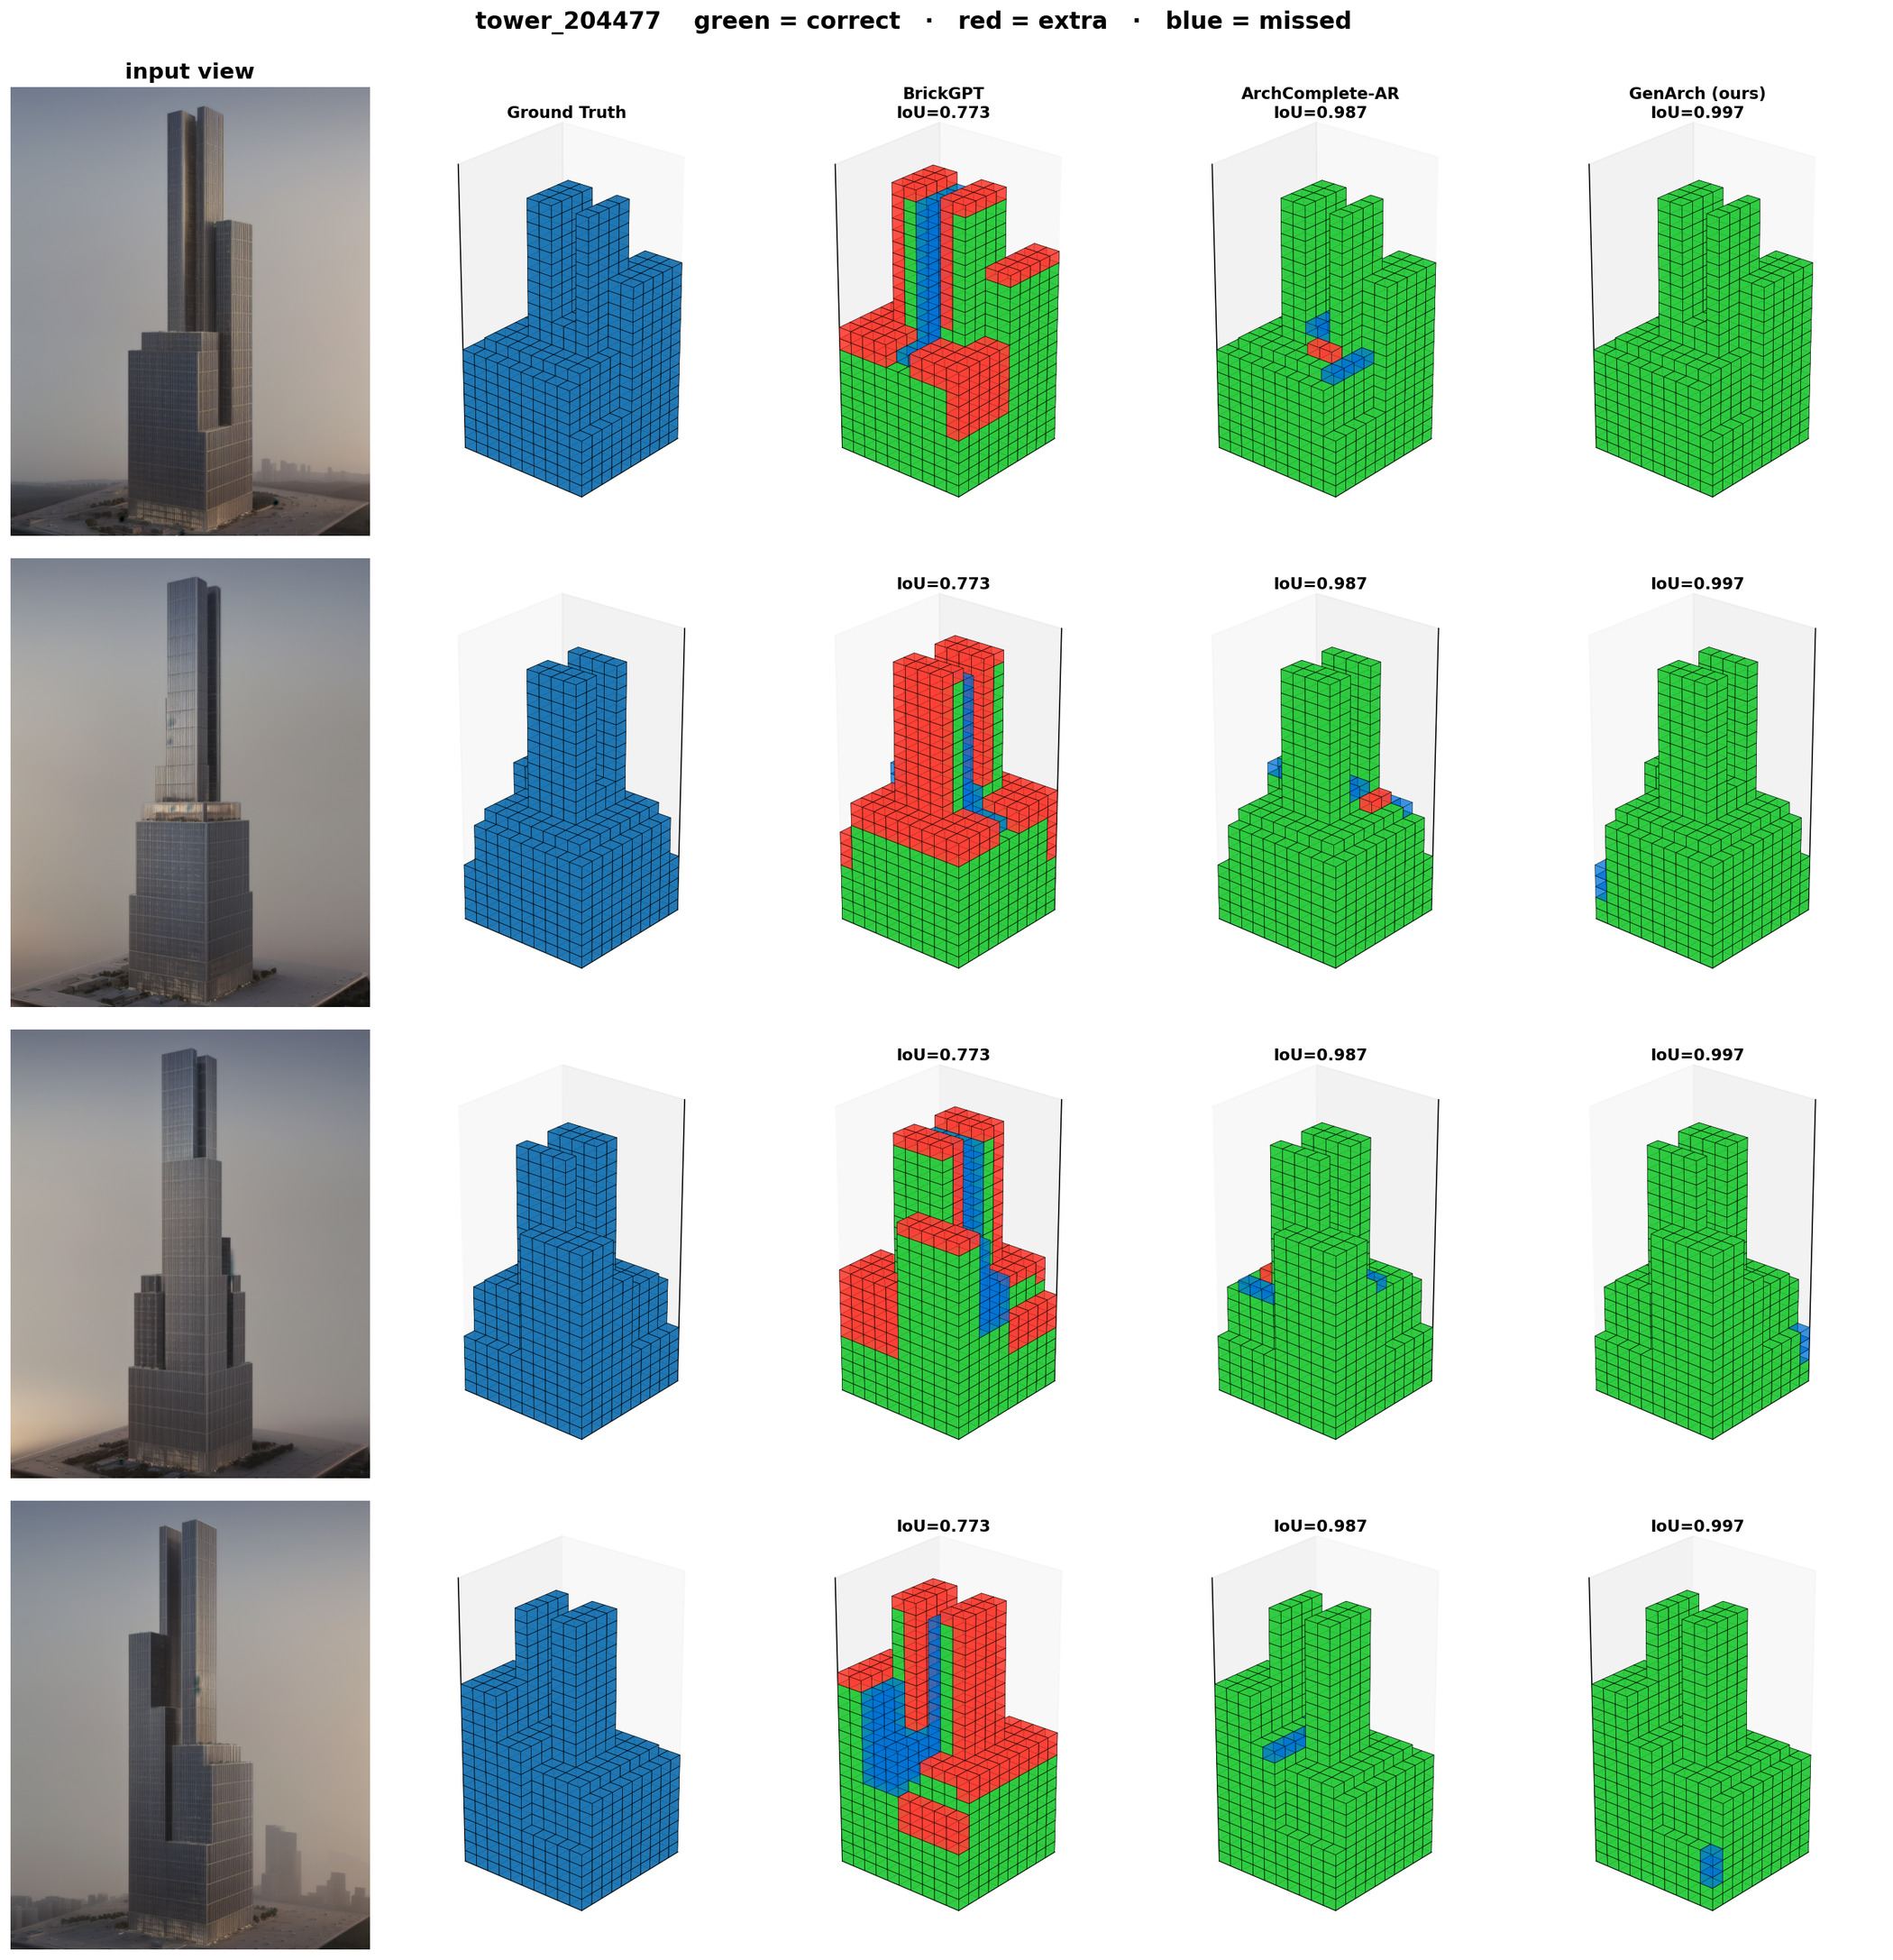 tower_204477    green = correct   ·   red = extra   ·   blue = missed
input view
Ground Truth
BrickGPT
IoU=0.773
ArchComplete-AR
IoU=0.987
GenArch (ours)
IoU=0.997
IoU=0.773
IoU=0.987
IoU=0.997
IoU=0.773
IoU=0.987
IoU=0.997
IoU=0.773
IoU=0.987
IoU=0.997